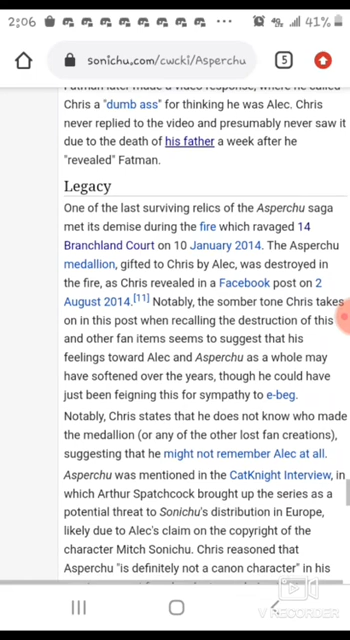 2:06 41%
sonichu.com/cwcki/Asperchu 5
Fatman later made a video response, where he called
Chris a "dumb ass" for thinking he was Alec. Chris
never replied to the video and presumably never saw it
due to the death of his father a week after he
"revealed" Fatman.
Legacy
One of the last surviving relics of the Asperchu saga
met its demise during the fire which ravaged 14
Branchland Court on 10 January 2014. The Asperchu
medallion, gifted to Chris by Alec, was destroyed in
the fire, as Chris revealed in a Facebook post on 2
August 2014.[11] Notably, the somber tone Chris takes
on in this post when recalling the destruction of this
and other fan items seems to suggest that his
feelings toward Alec and Asperchu as a whole may
have softened over the years, though he could have
just been feigning this for sympathy to e-beg.
Notably, Chris states that he does not know who made
the medallion (or any of the other lost fan creations),
suggesting that he might not remember Alec at all.
Asperchu was mentioned in the CatKnight Interview, in
which Arthur Spatchcock brought up the series as a
potential threat to Sonichu's distribution in Europe,
likely due to Alec's claim on the copyright of the
character Mitch Sonichu. Chris reasoned that
Asperchu "is definitely not a canon character" in his
V RECORDER